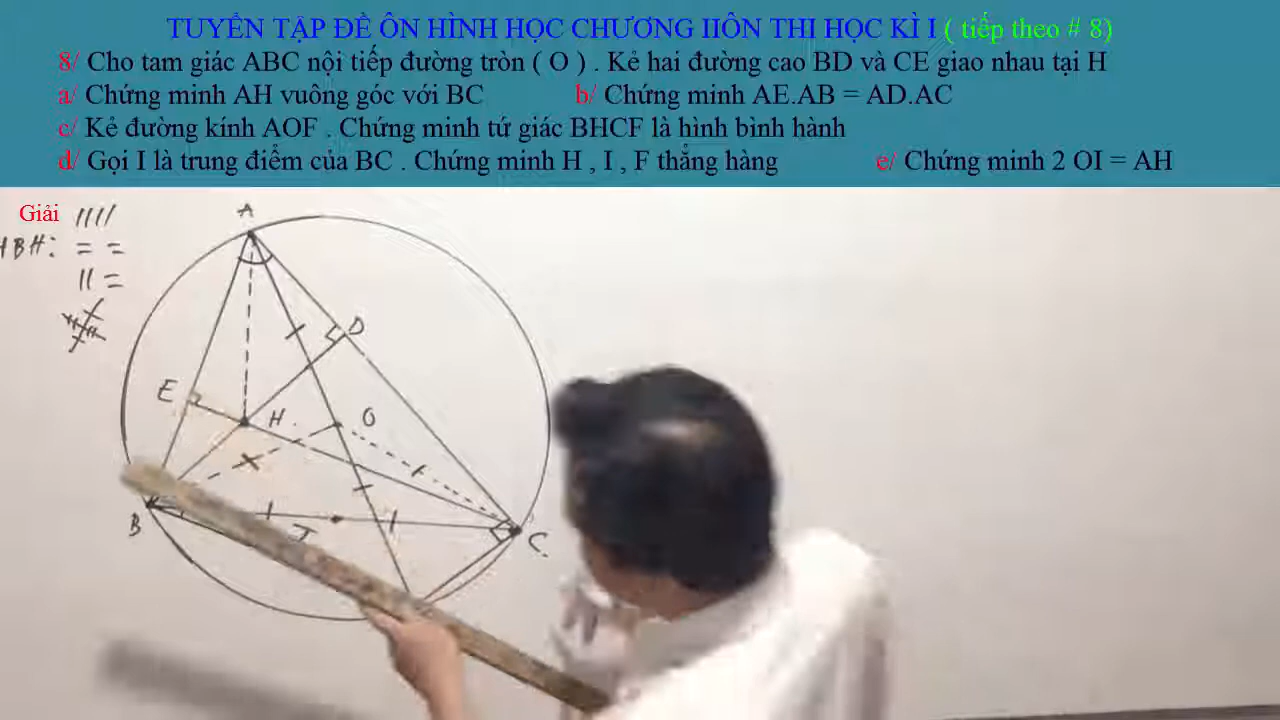 TUYỂN TẬP ĐỀ ÔN HÌNH HỌC CHƯƠNG IIÔN THI HỌC KÌ I ( tiếp theo # 8)
8/ Cho tam giác ABC nội tiếp đường tròn ( O ) . Kẻ hai đường cao BD và CE giao nhau tại H
a/ Chứng minh AH vuông góc với BC b/ Chứng minh AE.AB = AD.AC
c/ Kẻ đường kính AOF . Chứng minh tứ giác BHCF là hình bình hành
d/ Gọi I là trung điểm của BC . Chứng minh H , I , F thẳng hàng e/ Chứng minh 2 OI = AH
Giải
BH:
A
D
E
H
O
B
I
C